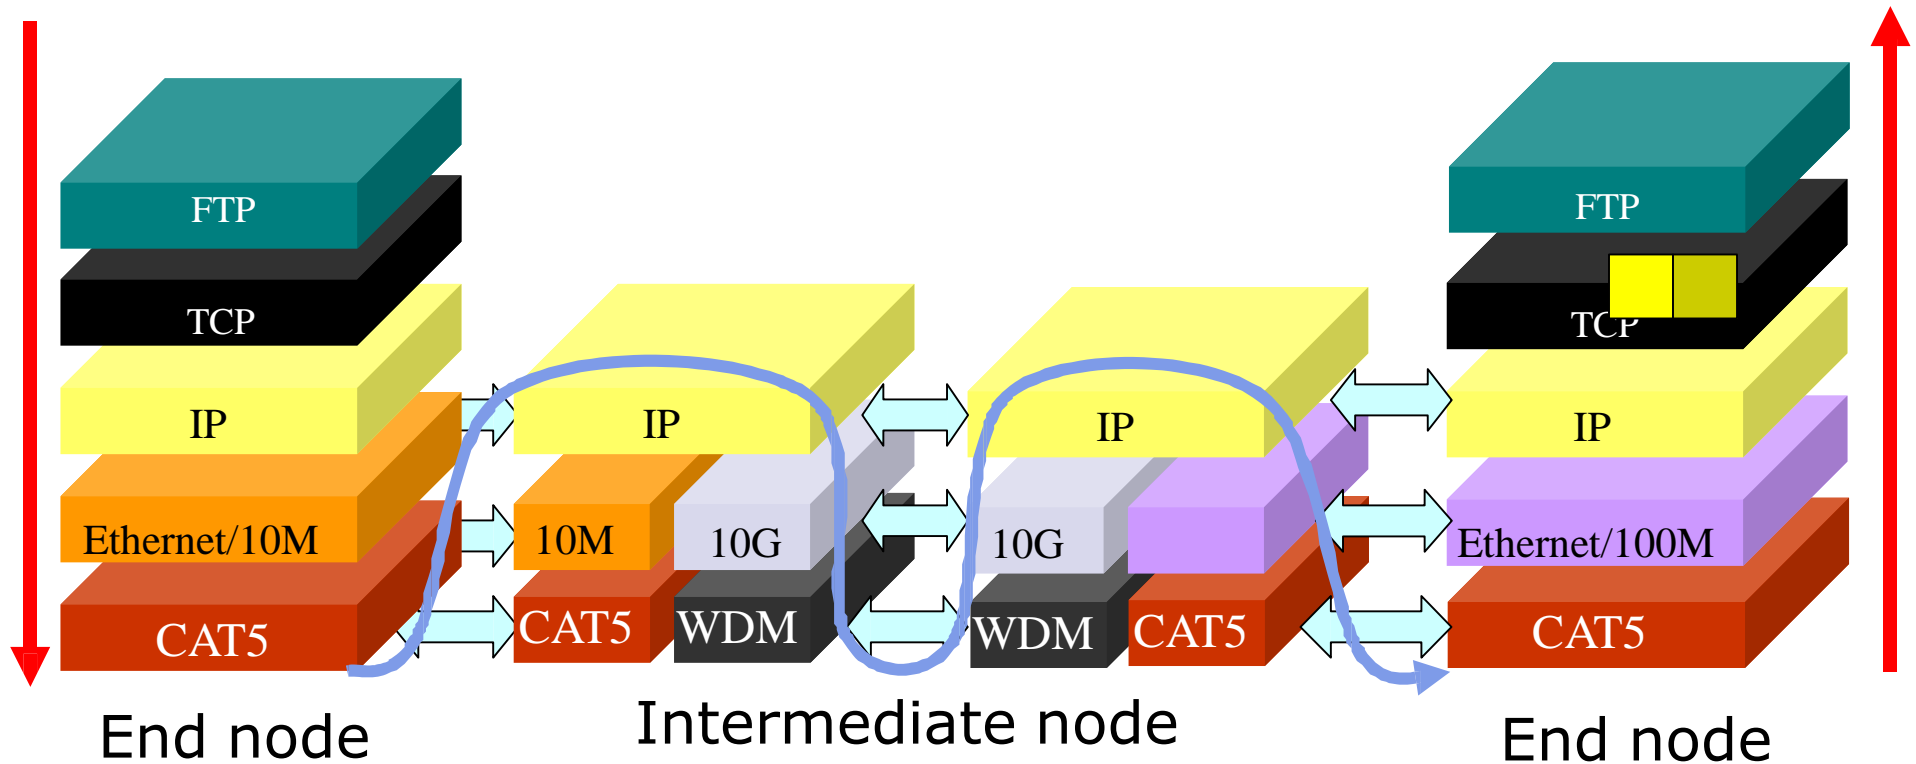 FTP
TCP
IP
Ethernet/10M
CAT5
End node
IP
10M
10G
CAT5
WDM
IP
10G
WDM
CAT5
Intermediate node
FTP
TCP
IP
Ethernet/100M
CAT5
End node